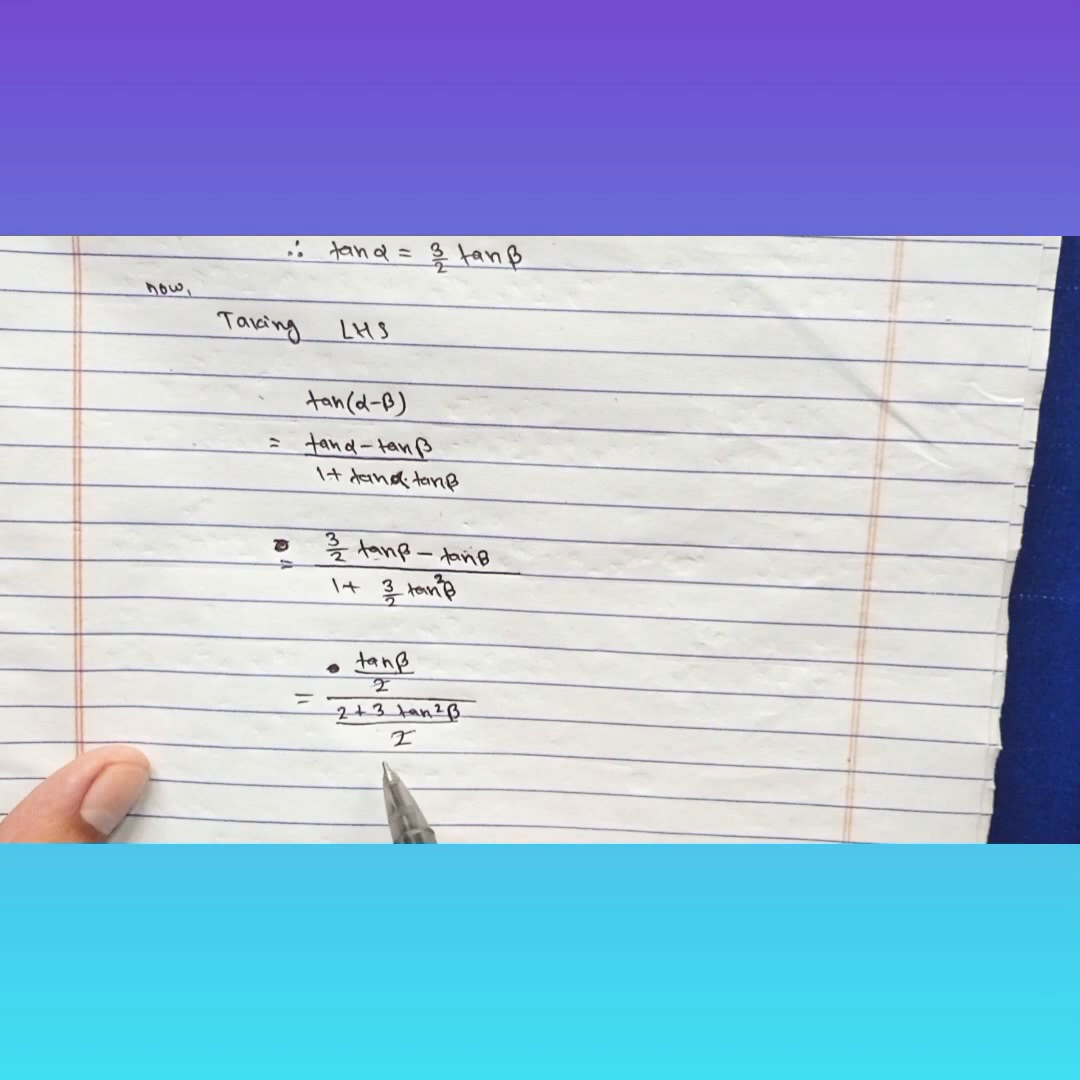 ∴ tanα = 3/2 tanβ
now,
Taking LHS
tan(α-β)
= tanα - tanβ / 1 + tanα. tanβ
= 3/2 tanβ - tanβ / 1 + 3/2 tan²β
= tanβ/2 / 2 + 3 tan²β/2